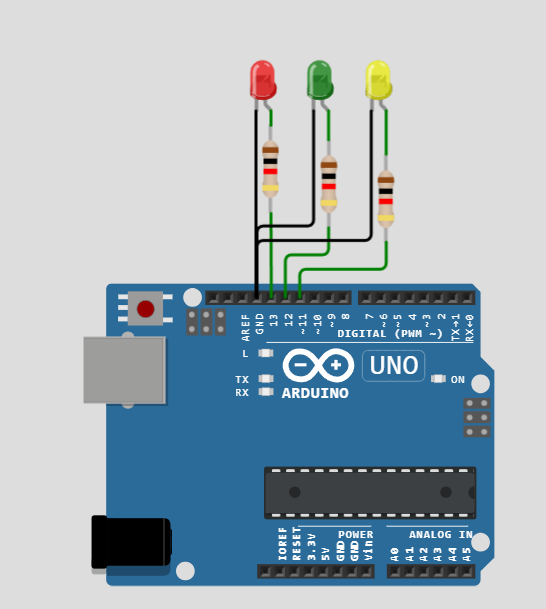 AREF
GND
13
12
~11
~10
~9
8
7
~6
~5
4
~3
2
TX→1
RX←0
DIGITAL (PWM ~)
L
TX
RX
UNO
ON
ARDUINO
POWER
ANALOG IN
IOREF
RESET
3.3V
5V
GND
GND
Vin
A0
A1
A2
A3
A4
A5